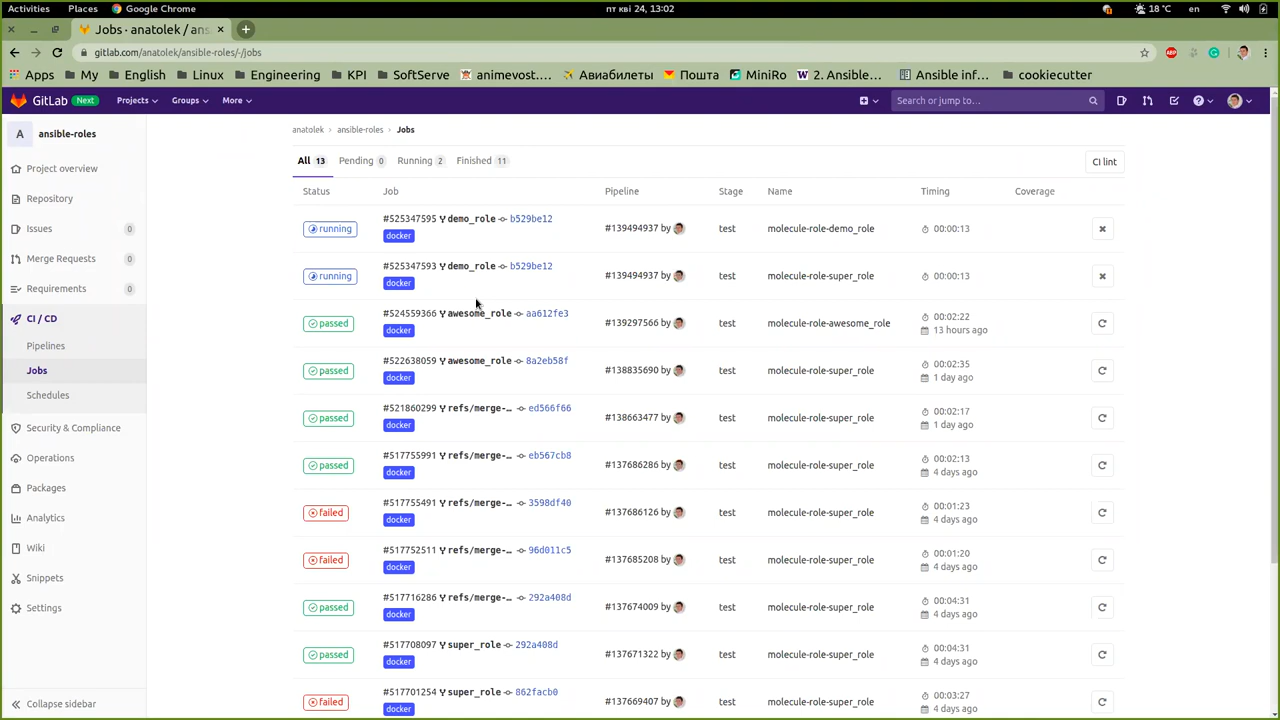 Activities Places Google Chrome пт кві 24, 13:02 18 °C en
Jobs · anatolek / ans
gitlab.com/anatolek/ansible-roles/-/jobs ABP
Apps My English Linux Engineering KPI SoftServe animevost.... Авиабилеты Пошта MiniRo W 2. Ansible... Ansible inf... cookiecutter
GitLab Next Projects Groups More Search or jump to...
A ansible-roles
Project overview
Repository
Issues 0
Merge Requests 0
Requirements 0
CI / CD
Pipelines
Jobs
Schedules
Security & Compliance
Operations
Packages
Analytics
Wiki
Snippets
Settings
Collapse sidebar
anatolek › ansible-roles › Jobs
All 13 Pending 0 Running 2 Finished 11 CI lint
Status Job Pipeline Stage Name Timing Coverage
running #525347595 demo_role b529be12 #139494937 by test molecule-role-demo_role 00:00:13
docker
running #525347593 demo_role b529be12 #139494937 by test molecule-role-super_role 00:00:13
docker
passed #524559366 awesome_role aa612fe3 #139297566 by test molecule-role-awesome_role 00:02:22
docker 13 hours ago
passed #522638059 awesome_role 8a2eb58f #138835690 by test molecule-role-super_role 00:02:35
docker 1 day ago
passed #521860299 refs/merge-… ed566f66 #138663477 by test molecule-role-super_role 00:02:17
docker 1 day ago
passed #517755991 refs/merge-… eb567cb8 #137686286 by test molecule-role-super_role 00:02:13
docker 4 days ago
failed #517755491 refs/merge-… 3598df40 #137686126 by test molecule-role-super_role 00:01:23
docker 4 days ago
failed #517752511 refs/merge-… 96d011c5 #137685208 by test molecule-role-super_role 00:01:20
docker 4 days ago
passed #517716286 refs/merge-… 292a408d #137674009 by test molecule-role-super_role 00:04:31
docker 4 days ago
passed #517708097 super_role 292a408d #137671322 by test molecule-role-super_role 00:04:31
docker 4 days ago
failed #517701254 super_role 862facb0 #137669407 by test molecule-role-super_role 00:03:27
docker 4 days ago